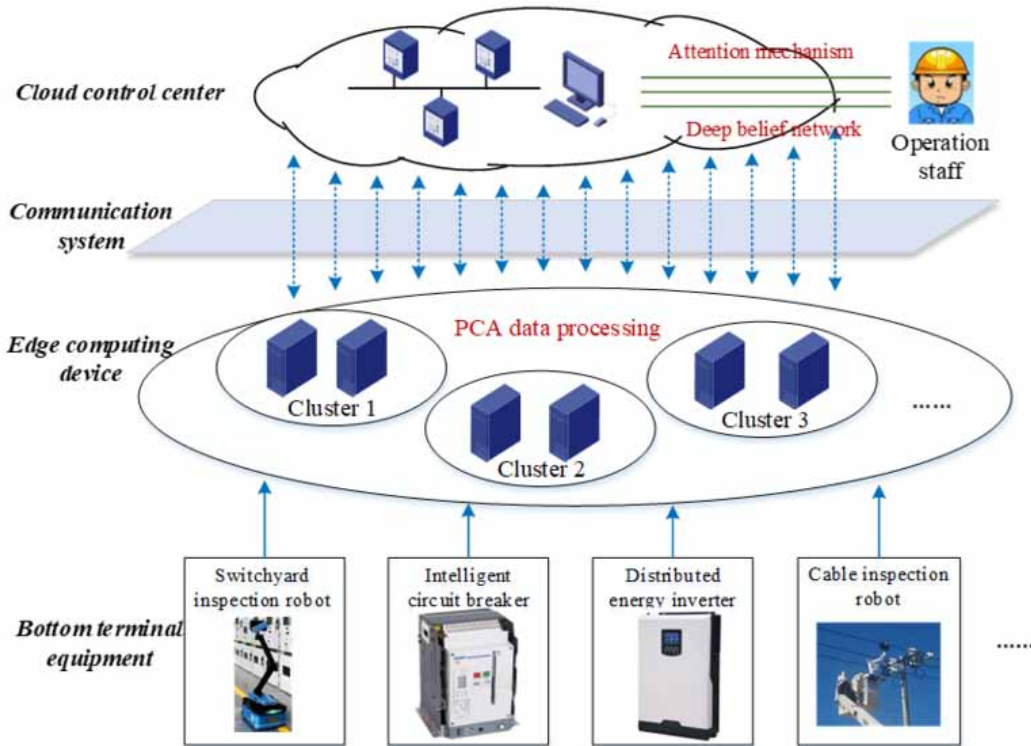 Attention mechanism
Cloud control center
Deep belief network
Operation
staff
Communication
system
PCA data processing
Edge computing
device
Cluster 1
Cluster 2
Cluster 3
......
Switchyard
inspection robot
Intelligent
circuit breaker
Distributed
energy inverter
Cable inspection
robot
Bottom terminal
equipment
......